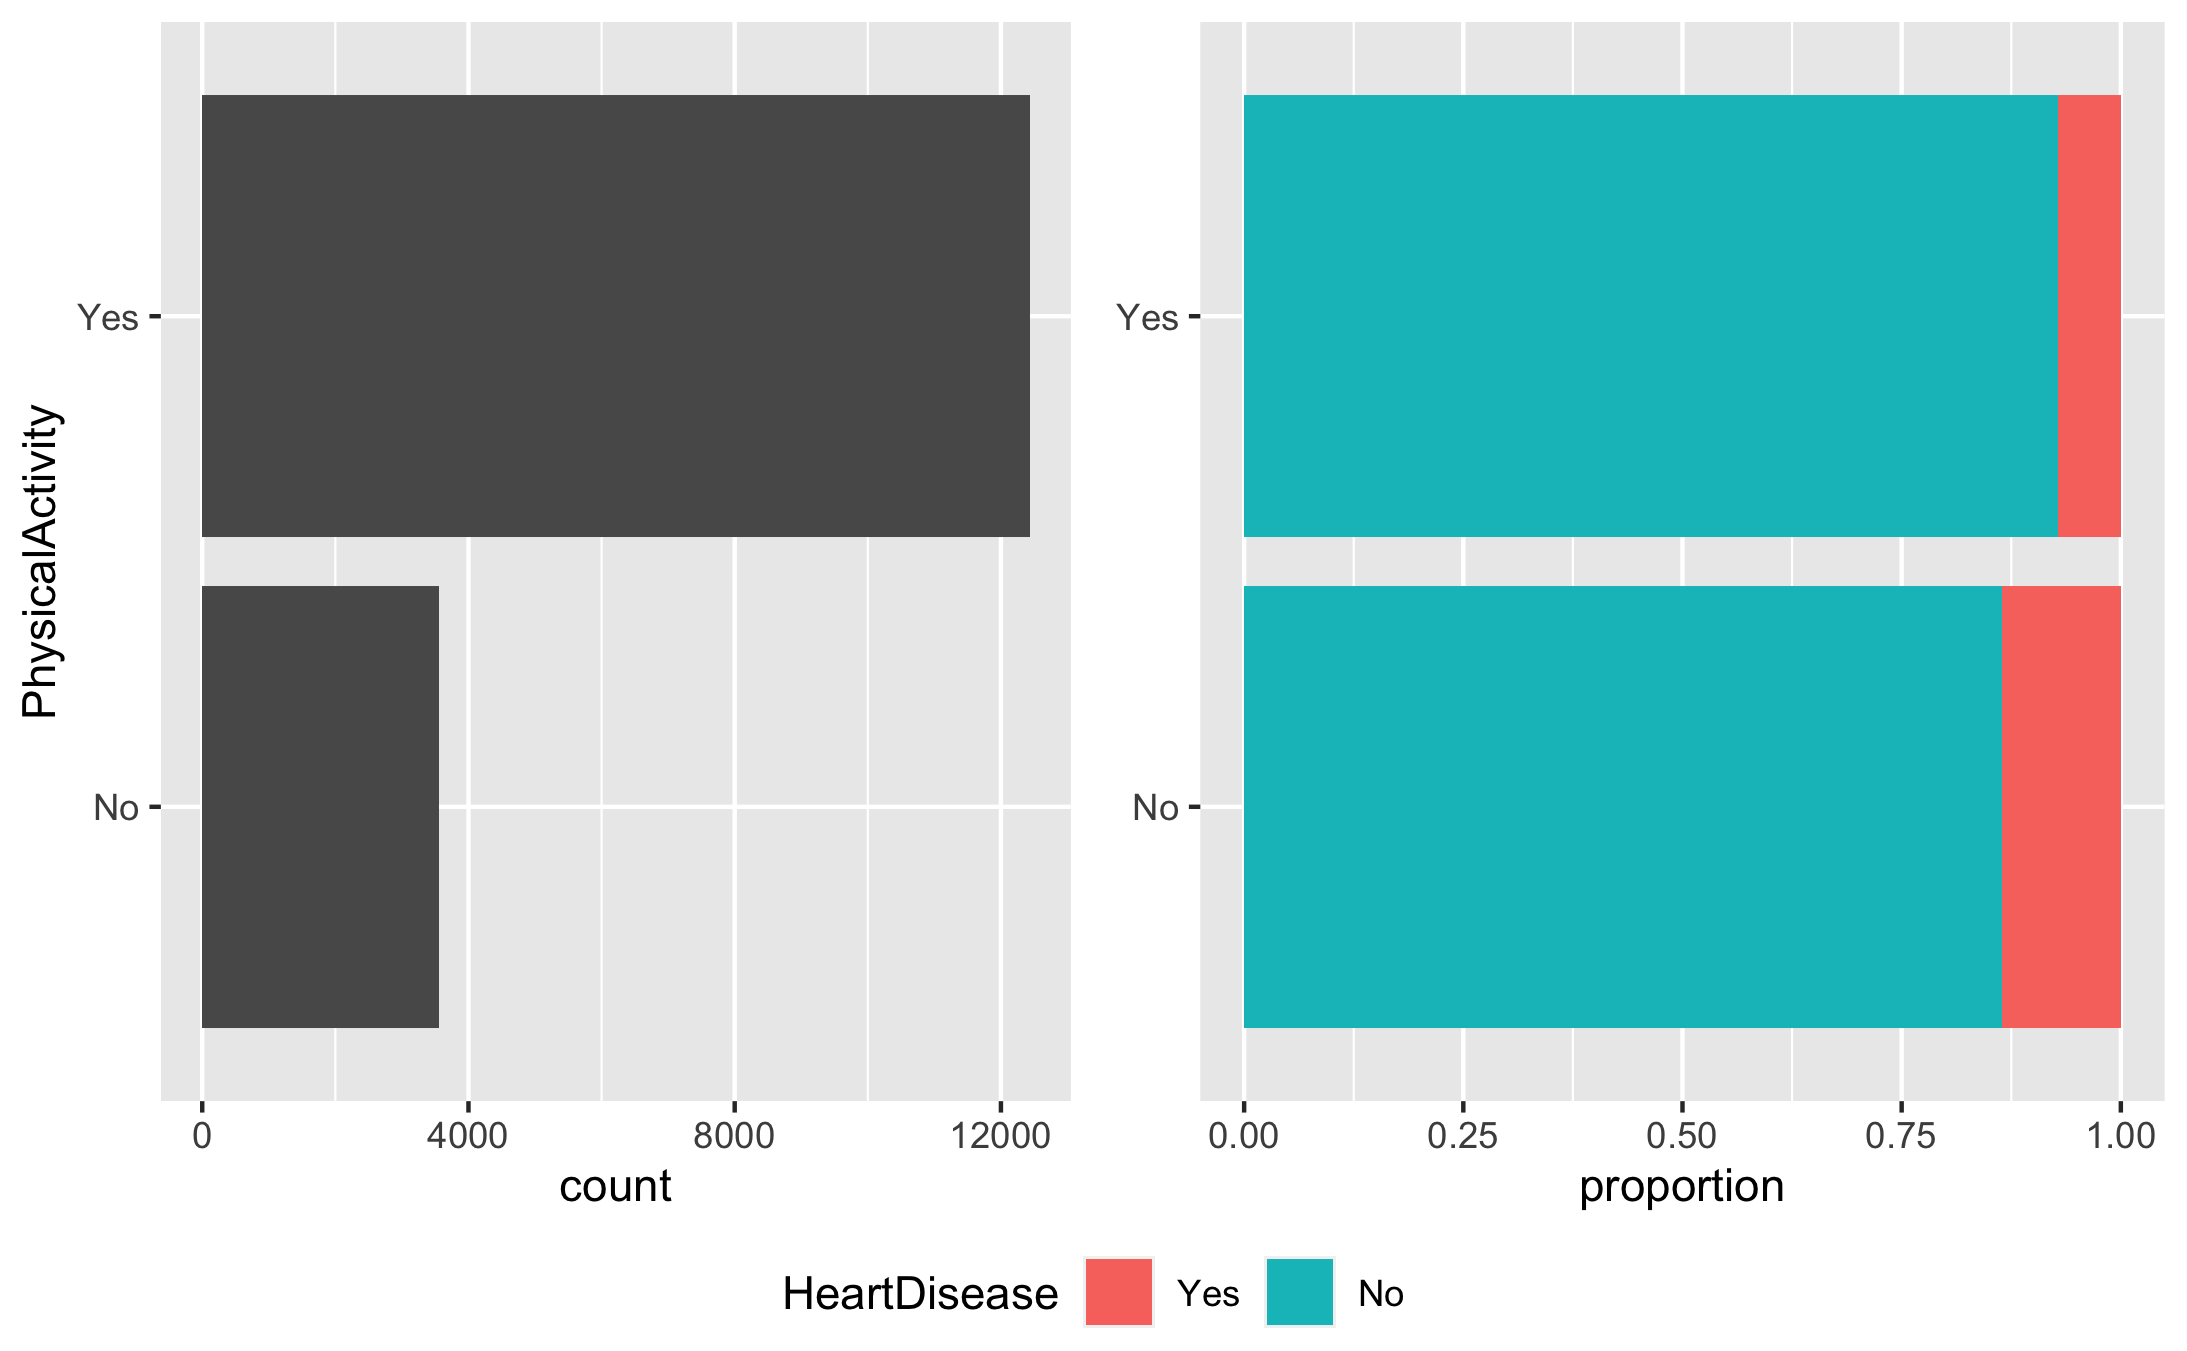 PhysicalActivity
Yes
No
0 4000 8000 12000
count
Yes
No
0.00 0.25 0.50 0.75 1.00
proportion
HeartDisease Yes No